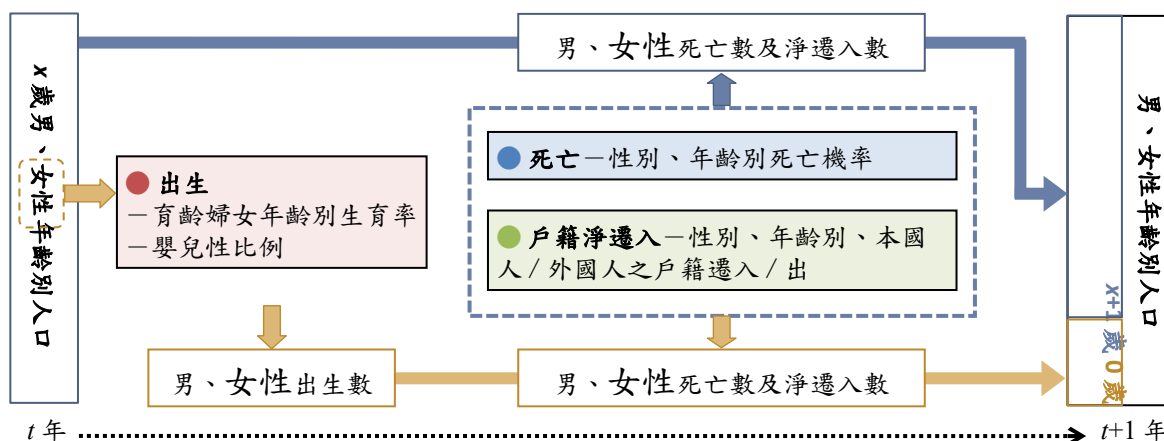 x 歲男、女性年齡別人口
男、女性死亡數及淨遷入數
死亡－性別、年齡別死亡機率
出生
－育齡婦女年齡別生育率
－嬰兒性比例
戶籍淨遷入－性別、年齡別、本國
人／外國人之戶籍遷入／出
男、女性出生數
男、女性死亡數及淨遷入數
x+1 歲
0 歲
男、女性年齡別人口
t 年
t+1 年